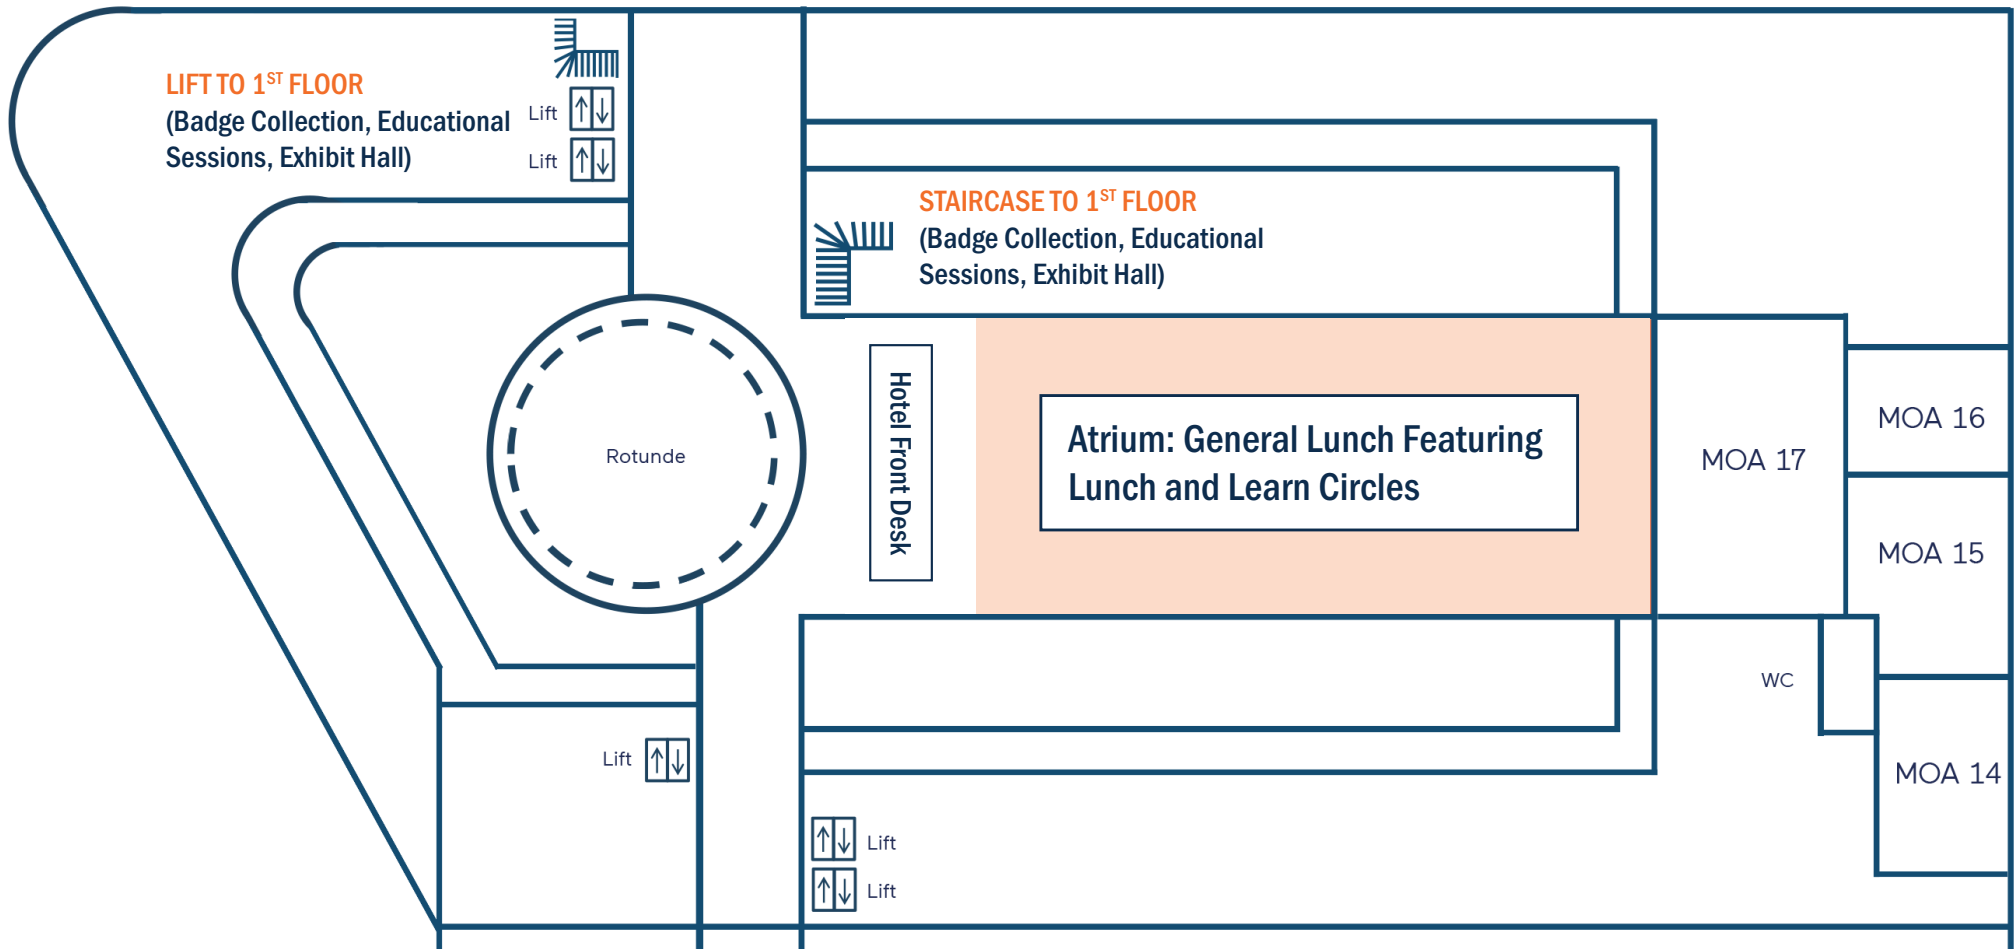 LIFT TO 1ST FLOOR
(Badge Collection, Educational
Sessions, Exhibit Hall)
Lift
Lift
STAIRCASE TO 1ST FLOOR
(Badge Collection, Educational
Sessions, Exhibit Hall)
Rotunde
Hotel Front Desk
Atrium: General Lunch Featuring
Lunch and Learn Circles
MOA 17
MOA 16
MOA 15
WC
MOA 14
Lift
Lift
Lift